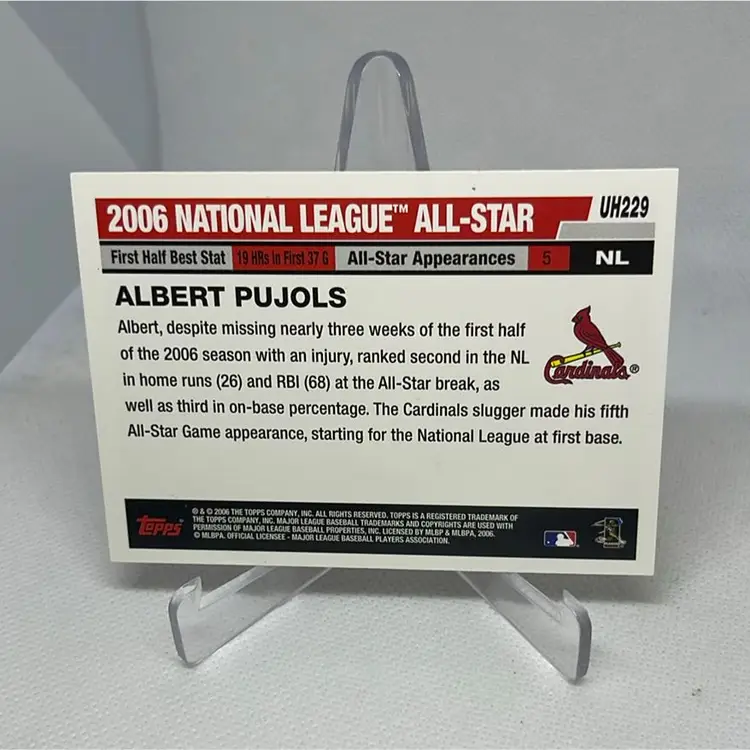 2006 NATIONAL LEAGUE™ ALL-STAR
UH229
First Half Best Stat 19 HRs in First 37 G All-Star Appearances 5 NL
ALBERT PUJOLS
Albert, despite missing nearly three weeks of the first half
of the 2006 season with an injury, ranked second in the NL
in home runs (26) and RBI (68) at the All-Star break, as
well as third in on-base percentage. The Cardinals slugger made his fifth
All-Star Game appearance, starting for the National League at first base.
Cardinals®
topps®
® & © 2006 THE TOPPS COMPANY, INC. ALL RIGHTS RESERVED. TOPPS IS A REGISTERED TRADEMARK OF
THE TOPPS COMPANY, INC. MAJOR LEAGUE BASEBALL TRADEMARKS AND COPYRIGHTS ARE USED WITH
PERMISSION OF MAJOR LEAGUE BASEBALL PROPERTIES, INC. LICENSED BY MLBP & MLBPA, 2006.
© MLBPA. OFFICIAL LICENSEE - MAJOR LEAGUE BASEBALL PLAYERS ASSOCIATION.